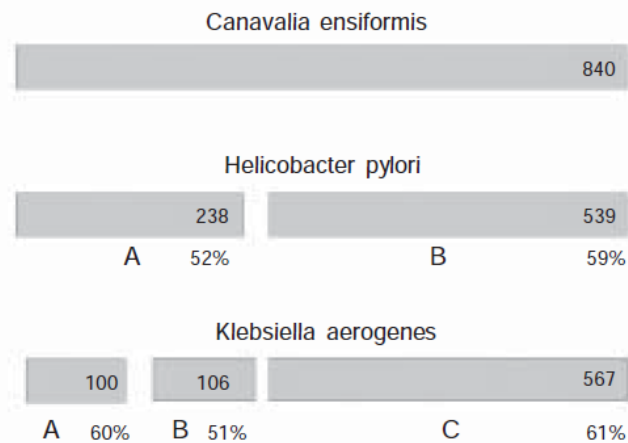 Canavalia ensiformis
840
Helicobacter pylori
238 539
A 52% B 59%
Klebsiella aerogenes
100 106 567
A 60% B 51% C 61%